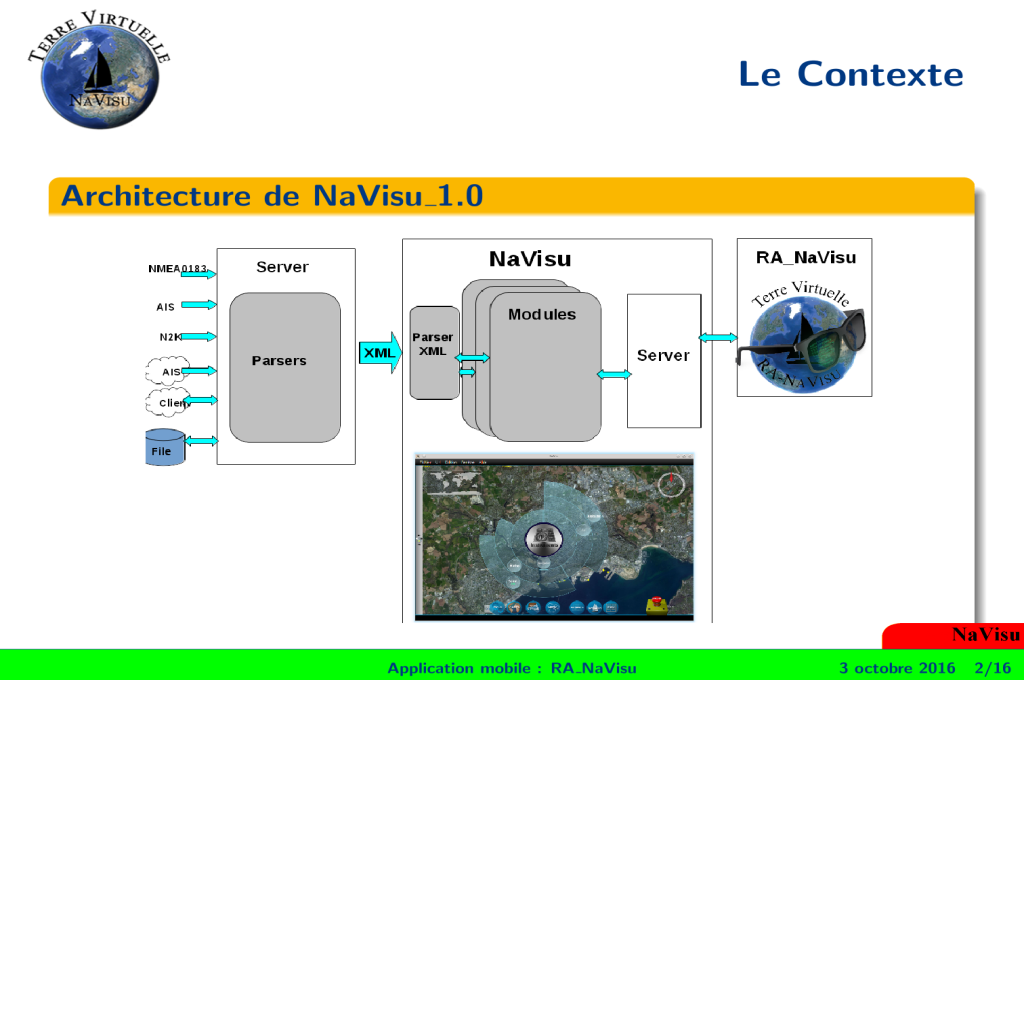 TERRE VIRTUELLE
NAVISU
Le Contexte
Architecture de NaVisu_1.0
NMEA0183
AIS
N2K
AIS
Client
File
Server
Parsers
XML
NaVisu
Parser
XML
Modules
Server
RA_NaVisu
Terre Virtuelle
RA-NAVISU
NaVisu
Application mobile : RA_NaVisu
3 octobre 2016 2/16